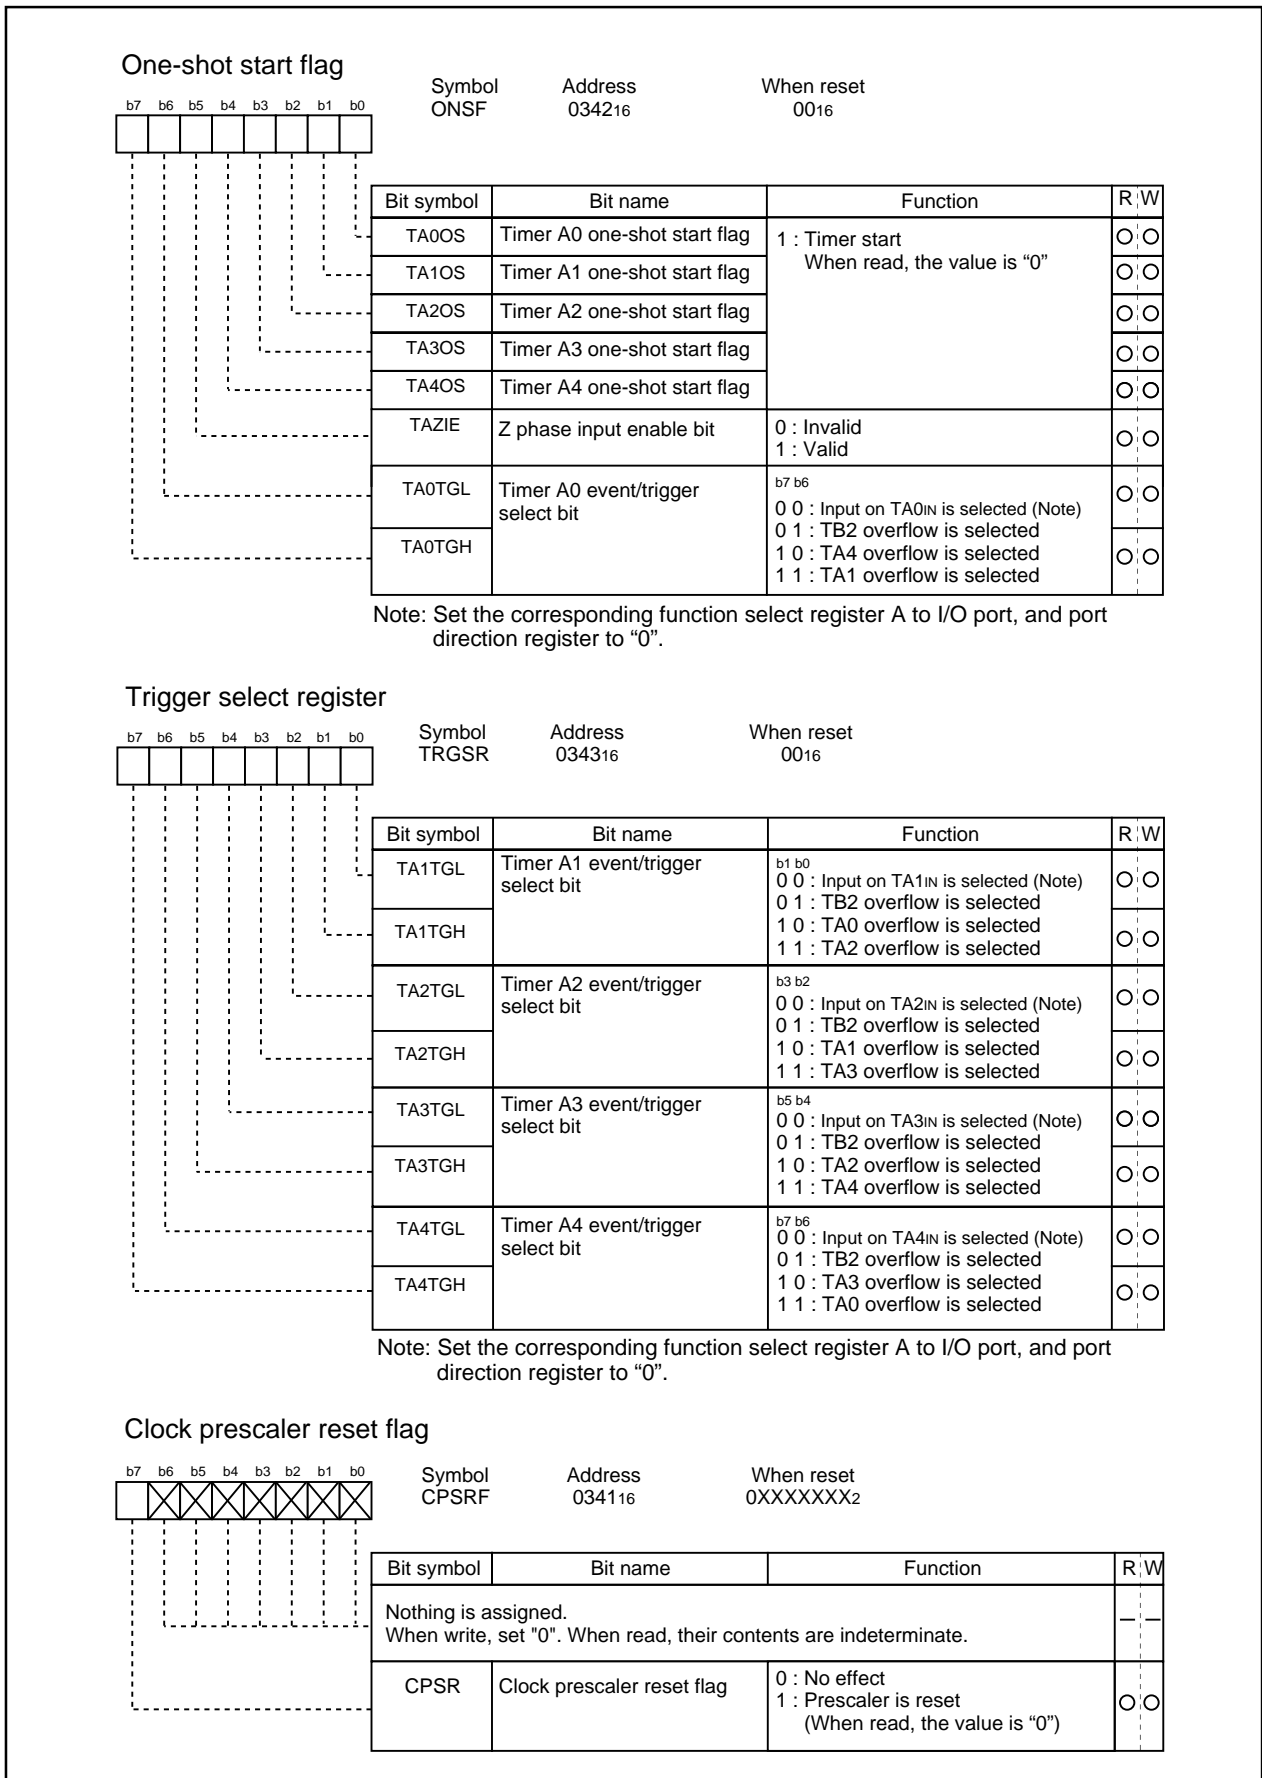 One-shot start flag
Symbol Address When reset
ONSF 034216 0016
b7 b6 b5 b4 b3 b2 b1 b0
Bit symbol Bit name Function R W
TA0OS Timer A0 one-shot start flag 1 : Timer start
When read, the value is “0”
TA1OS Timer A1 one-shot start flag
TA2OS Timer A2 one-shot start flag
TA3OS Timer A3 one-shot start flag
TA4OS Timer A4 one-shot start flag
TAZIE Z phase input enable bit 0 : Invalid
1 : Valid
TA0TGL Timer A0 event/trigger
select bit
b7 b6
0 0 : Input on TA0IN is selected (Note)
0 1 : TB2 overflow is selected
TA0TGH 1 0 : TA4 overflow is selected
1 1 : TA1 overflow is selected
Note: Set the corresponding function select register A to I/O port, and port
direction register to “0”.
Trigger select register
Symbol Address When reset
TRGSR 034316 0016
b7 b6 b5 b4 b3 b2 b1 b0
Bit symbol Bit name Function R W
TA1TGL Timer A1 event/trigger
select bit
b1 b0
0 0 : Input on TA1IN is selected (Note)
0 1 : TB2 overflow is selected
TA1TGH 1 0 : TA0 overflow is selected
1 1 : TA2 overflow is selected
TA2TGL Timer A2 event/trigger
select bit
b3 b2
0 0 : Input on TA2IN is selected (Note)
0 1 : TB2 overflow is selected
TA2TGH 1 0 : TA1 overflow is selected
1 1 : TA3 overflow is selected
TA3TGL Timer A3 event/trigger
select bit
b5 b4
0 0 : Input on TA3IN is selected (Note)
0 1 : TB2 overflow is selected
TA3TGH 1 0 : TA2 overflow is selected
1 1 : TA4 overflow is selected
TA4TGL Timer A4 event/trigger
select bit
b7 b6
0 0 : Input on TA4IN is selected (Note)
0 1 : TB2 overflow is selected
TA4TGH 1 0 : TA3 overflow is selected
1 1 : TA0 overflow is selected
Note: Set the corresponding function select register A to I/O port, and port
direction register to “0”.
Clock prescaler reset flag
b7 b6 b5 b4 b3 b2 b1 b0
Symbol Address When reset
CPSRF 034116 0XXXXXXX2
Bit symbol Bit name Function R W
Nothing is assigned.
When write, set "0". When read, their contents are indeterminate. – –
CPSR Clock prescaler reset flag 0 : No effect
1 : Prescaler is reset
(When read, the value is “0”)